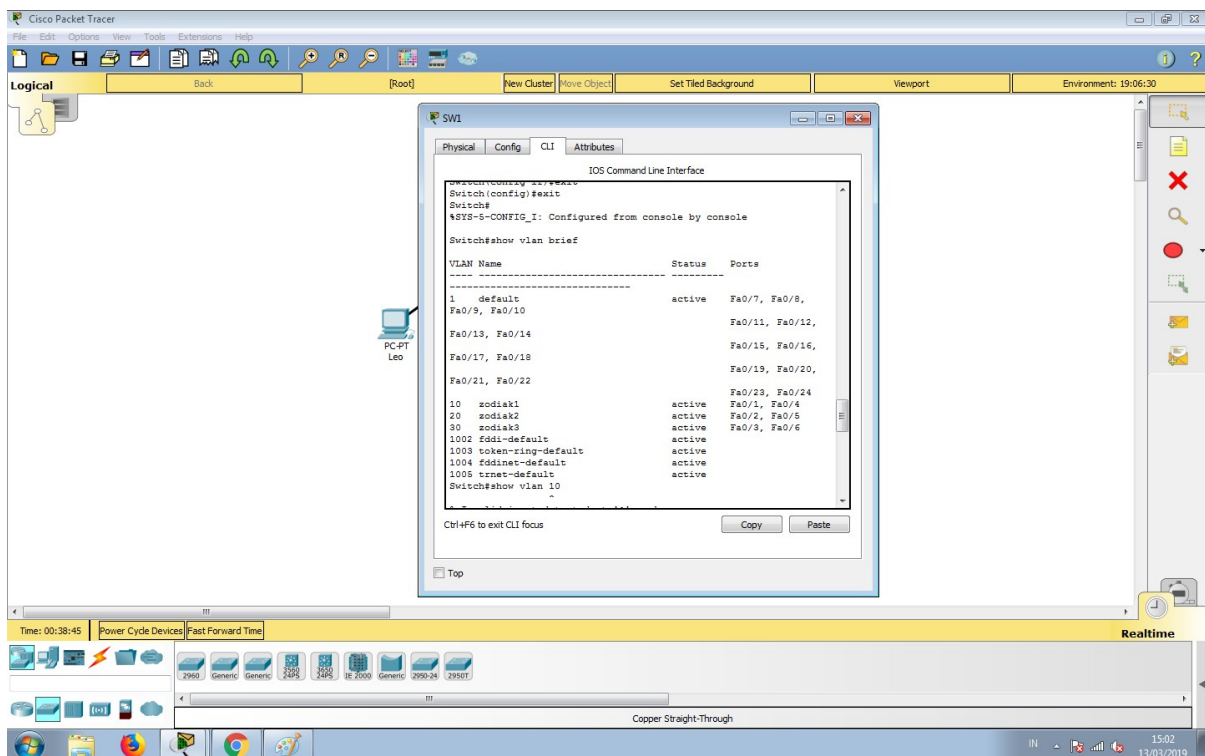 Cisco Packet Tracer
File Edit Options View Tools Extensions Help
Logical Back [Root] New Cluster Move Object Set Tiled Background Viewport Environment: 19:06:30
SW1
Physical Config CLI Attributes
IOS Command Line Interface
Switch(config-if)#exit
Switch(config)#exit
Switch#
%SYS-5-CONFIG_I: Configured from console by console
Switch#show vlan brief
VLAN Name Status Ports
---- -------------------------------- ---------
-------------------------------
1 default active Fa0/7, Fa0/8,
Fa0/9, Fa0/10
Fa0/11, Fa0/12,
Fa0/13, Fa0/14
Fa0/15, Fa0/16,
Fa0/17, Fa0/18
Fa0/19, Fa0/20,
Fa0/21, Fa0/22
Fa0/23, Fa0/24
10 zodiak1 active Fa0/1, Fa0/4
20 zodiak2 active Fa0/2, Fa0/5
30 zodiak3 active Fa0/3, Fa0/6
1002 fddi-default active
1003 token-ring-default active
1004 fddinet-default active
1005 trnet-default active
Switch#show vlan 10
^
Ctrl+F6 to exit CLI focus
Copy Paste
Top
PC-PT
Leo
Time: 00:38:45 Power Cycle Devices Fast Forward Time
Realtime
2960 Generic Generic 3560 24PS 3650 24PS IE 2000 Generic 2950-24 2950T
Copper Straight-Through
IN
15:02
13/03/2019